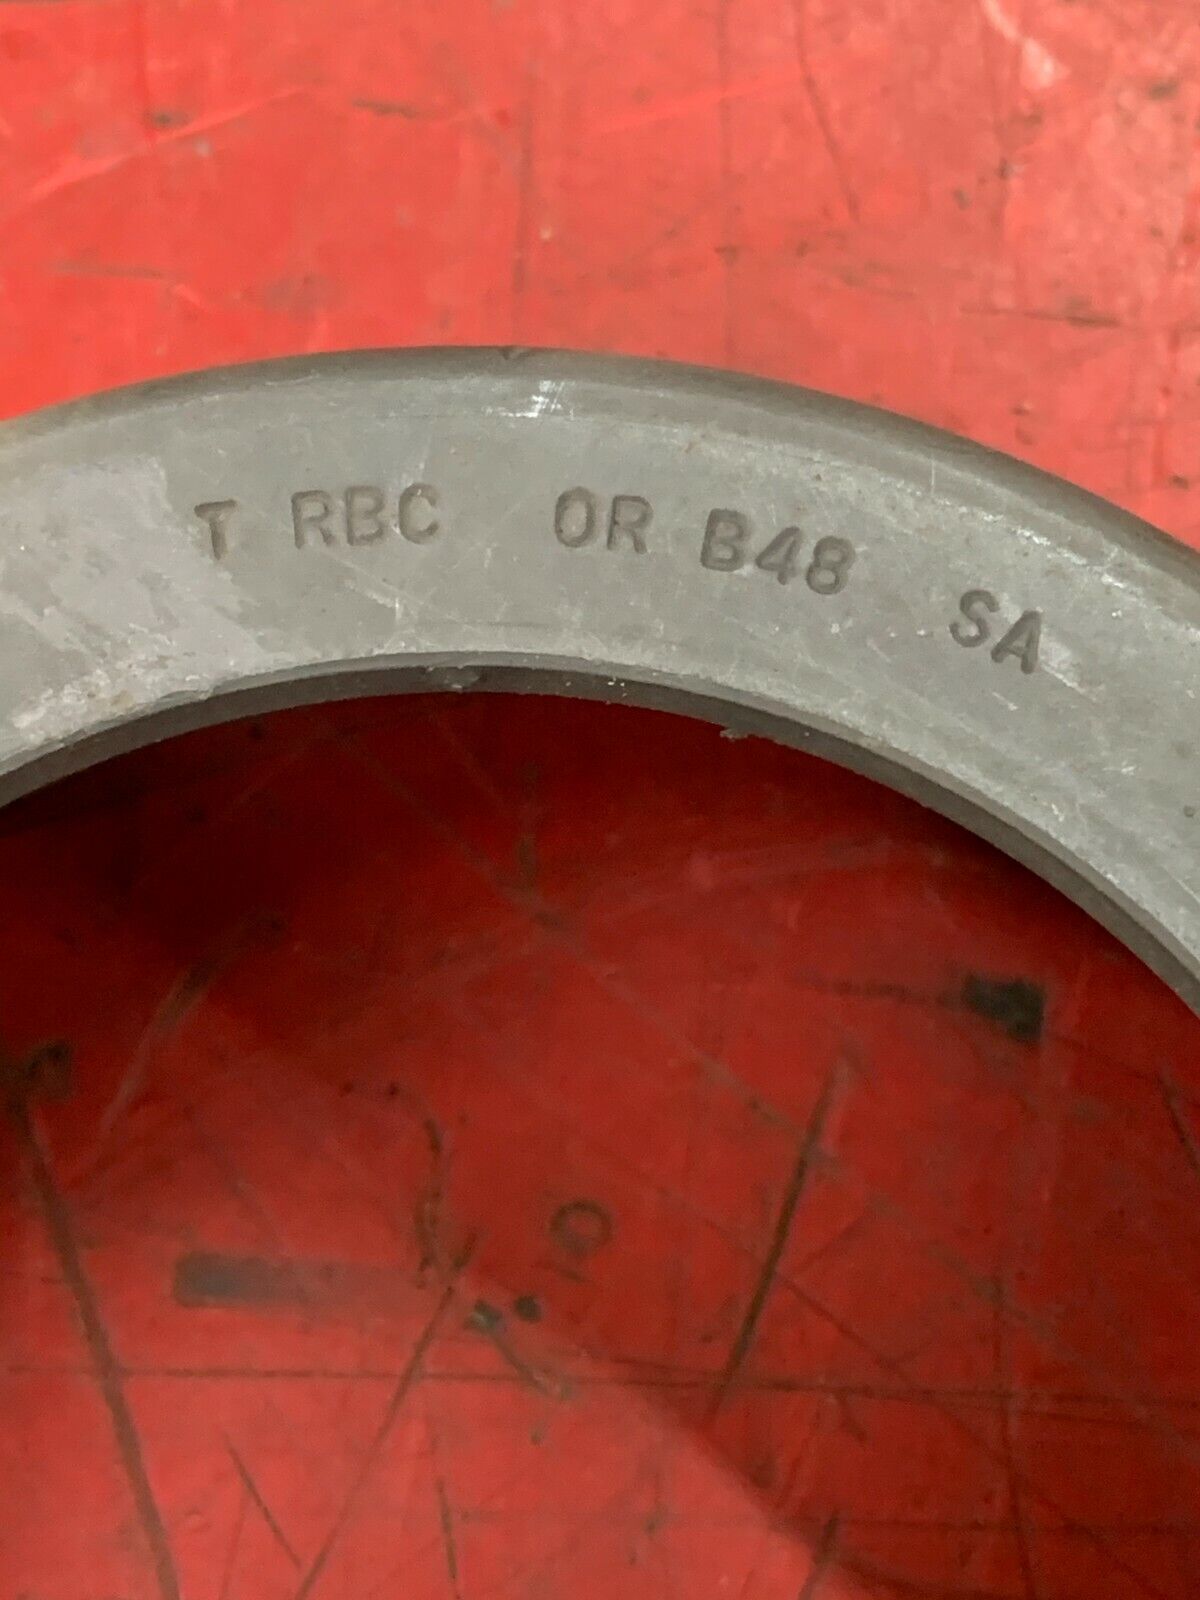 T RBC OR B48 SA